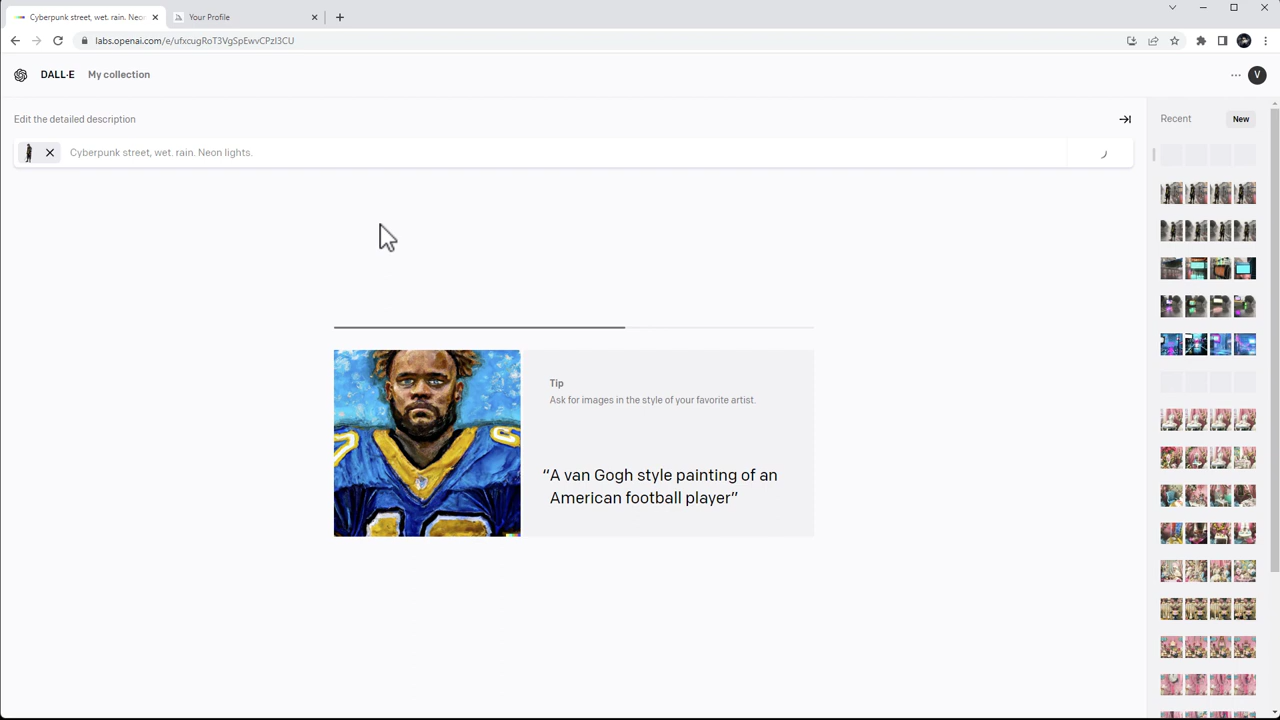 Cyberpunk street, wet. rain. Neo
Your Profile
labs.openai.com/e/ufxcugRoT3VgSpEwvCPzI3CU
DALL·E
My collection
V
Edit the detailed description
Recent
New
Cyberpunk street, wet. rain. Neon lights.
Tip
Ask for images in the style of your favorite artist.
“A van Gogh style painting of an
American football player”